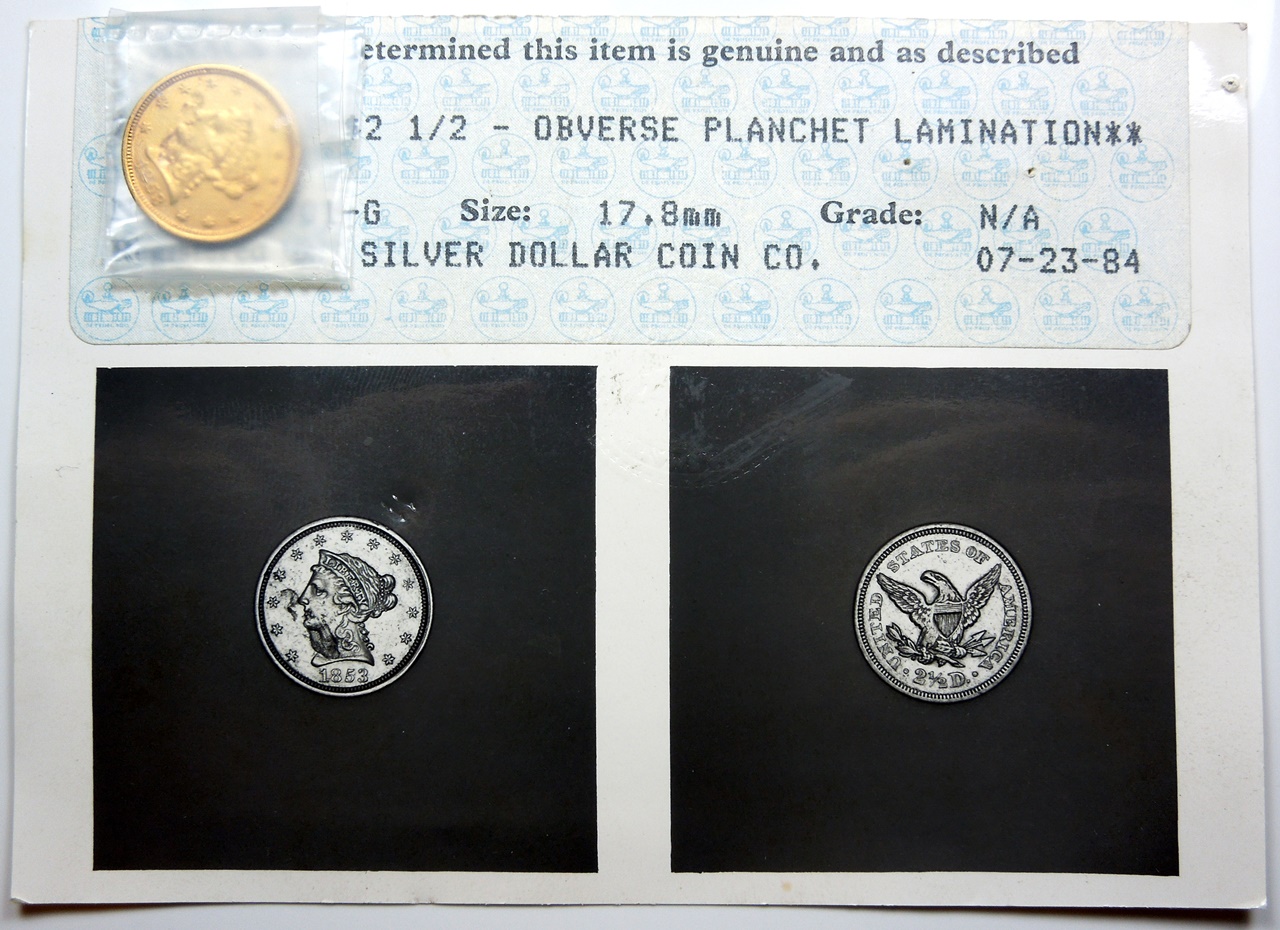 etermined this item is genuine and as described
$2 1/2 - OBVERSE PLANCHET LAMINATION**
-G Size: 17.8mm Grade: N/A
SILVER DOLLAR COIN CO. 07-23-84
LIBERTY
1853
UNITED STATES OF AMERICA
2½ D.